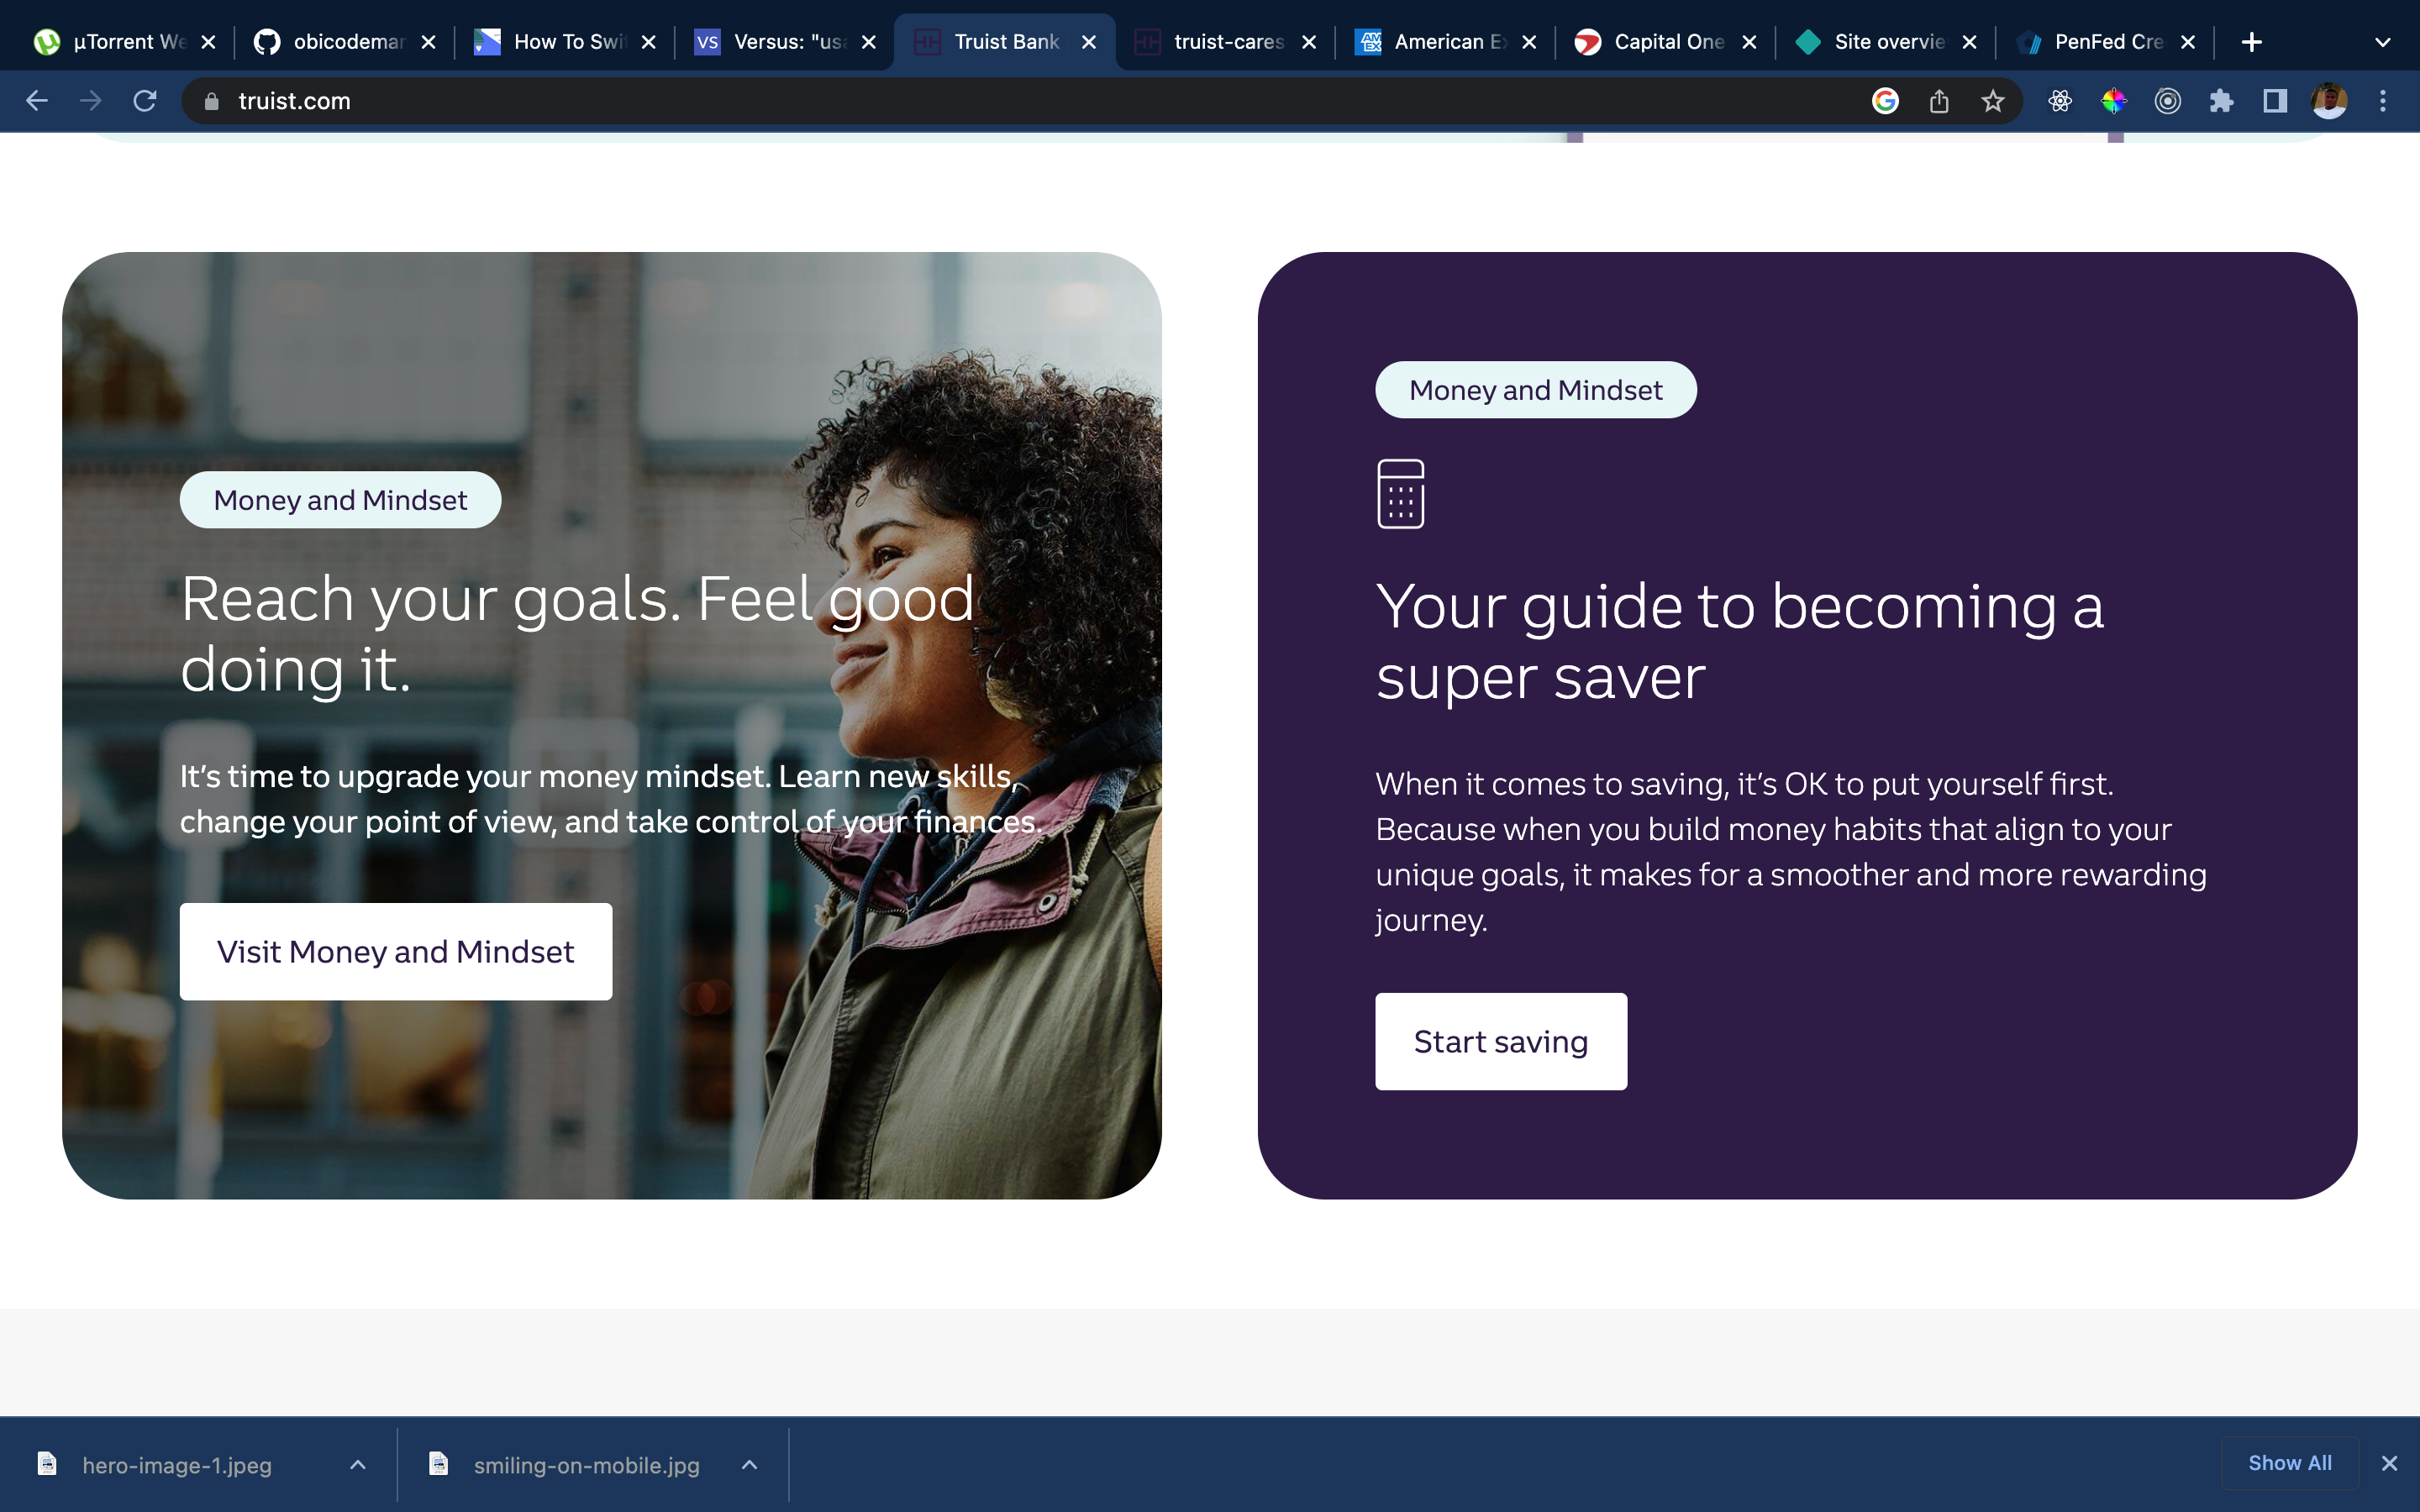 µTorrent We
obicodemar
How To Swi
VS
Versus: "usa
Truist Bank
truist-cares
AM EX
American Ex
Capital One
Site overvie
PenFed Cre
truist.com
Money and Mindset
Reach your goals. Feel good
doing it.
It's time to upgrade your money mindset. Learn new skills,
change your point of view, and take control of your finances.
Visit Money and Mindset
Money and Mindset
Your guide to becoming a
super saver
When it comes to saving, it's OK to put yourself first.
Because when you build money habits that align to your
unique goals, it makes for a smoother and more rewarding
journey.
Start saving
hero-image-1.jpeg
smiling-on-mobile.jpg
Show All